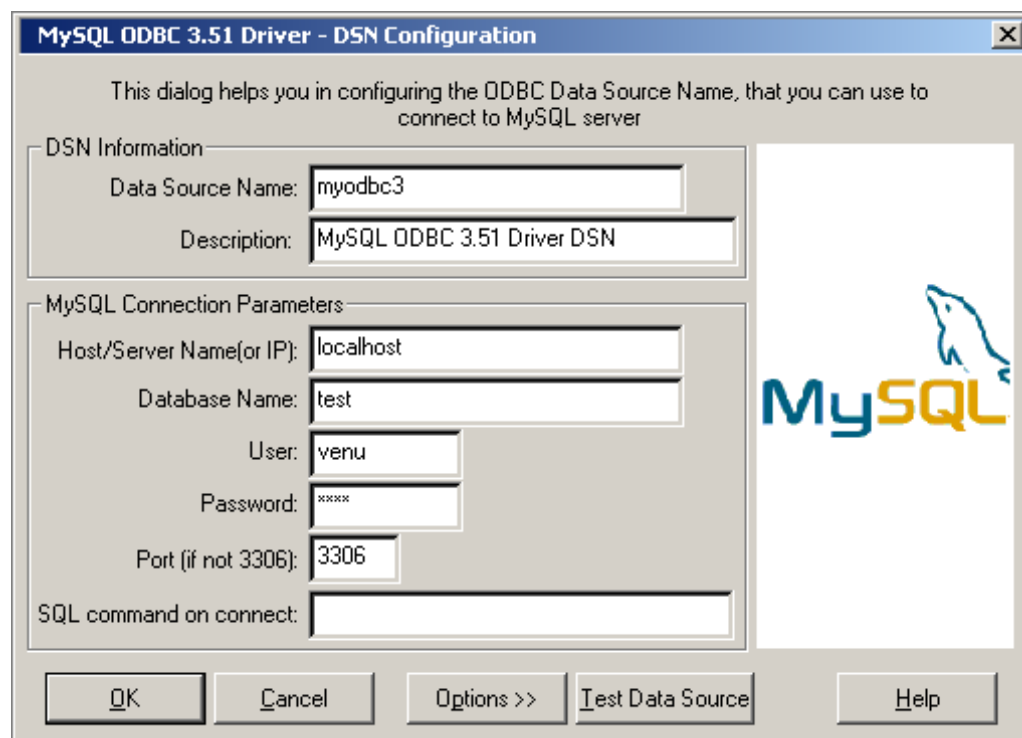 MySQL ODBC 3.51 Driver - DSN Configuration
This dialog helps you in configuring the ODBC Data Source Name, that you can use to
connect to MySQL server
DSN Information
Data Source Name: myodbc3
Description: MySQL ODBC 3.51 Driver DSN
MySQL Connection Parameters
Host/Server Name(or IP): localhost
Database Name: test
User: venu
Password: ****
Port (if not 3306): 3306
SQL command on connect:
MySQL
OK Cancel Options >> Test Data Source Help